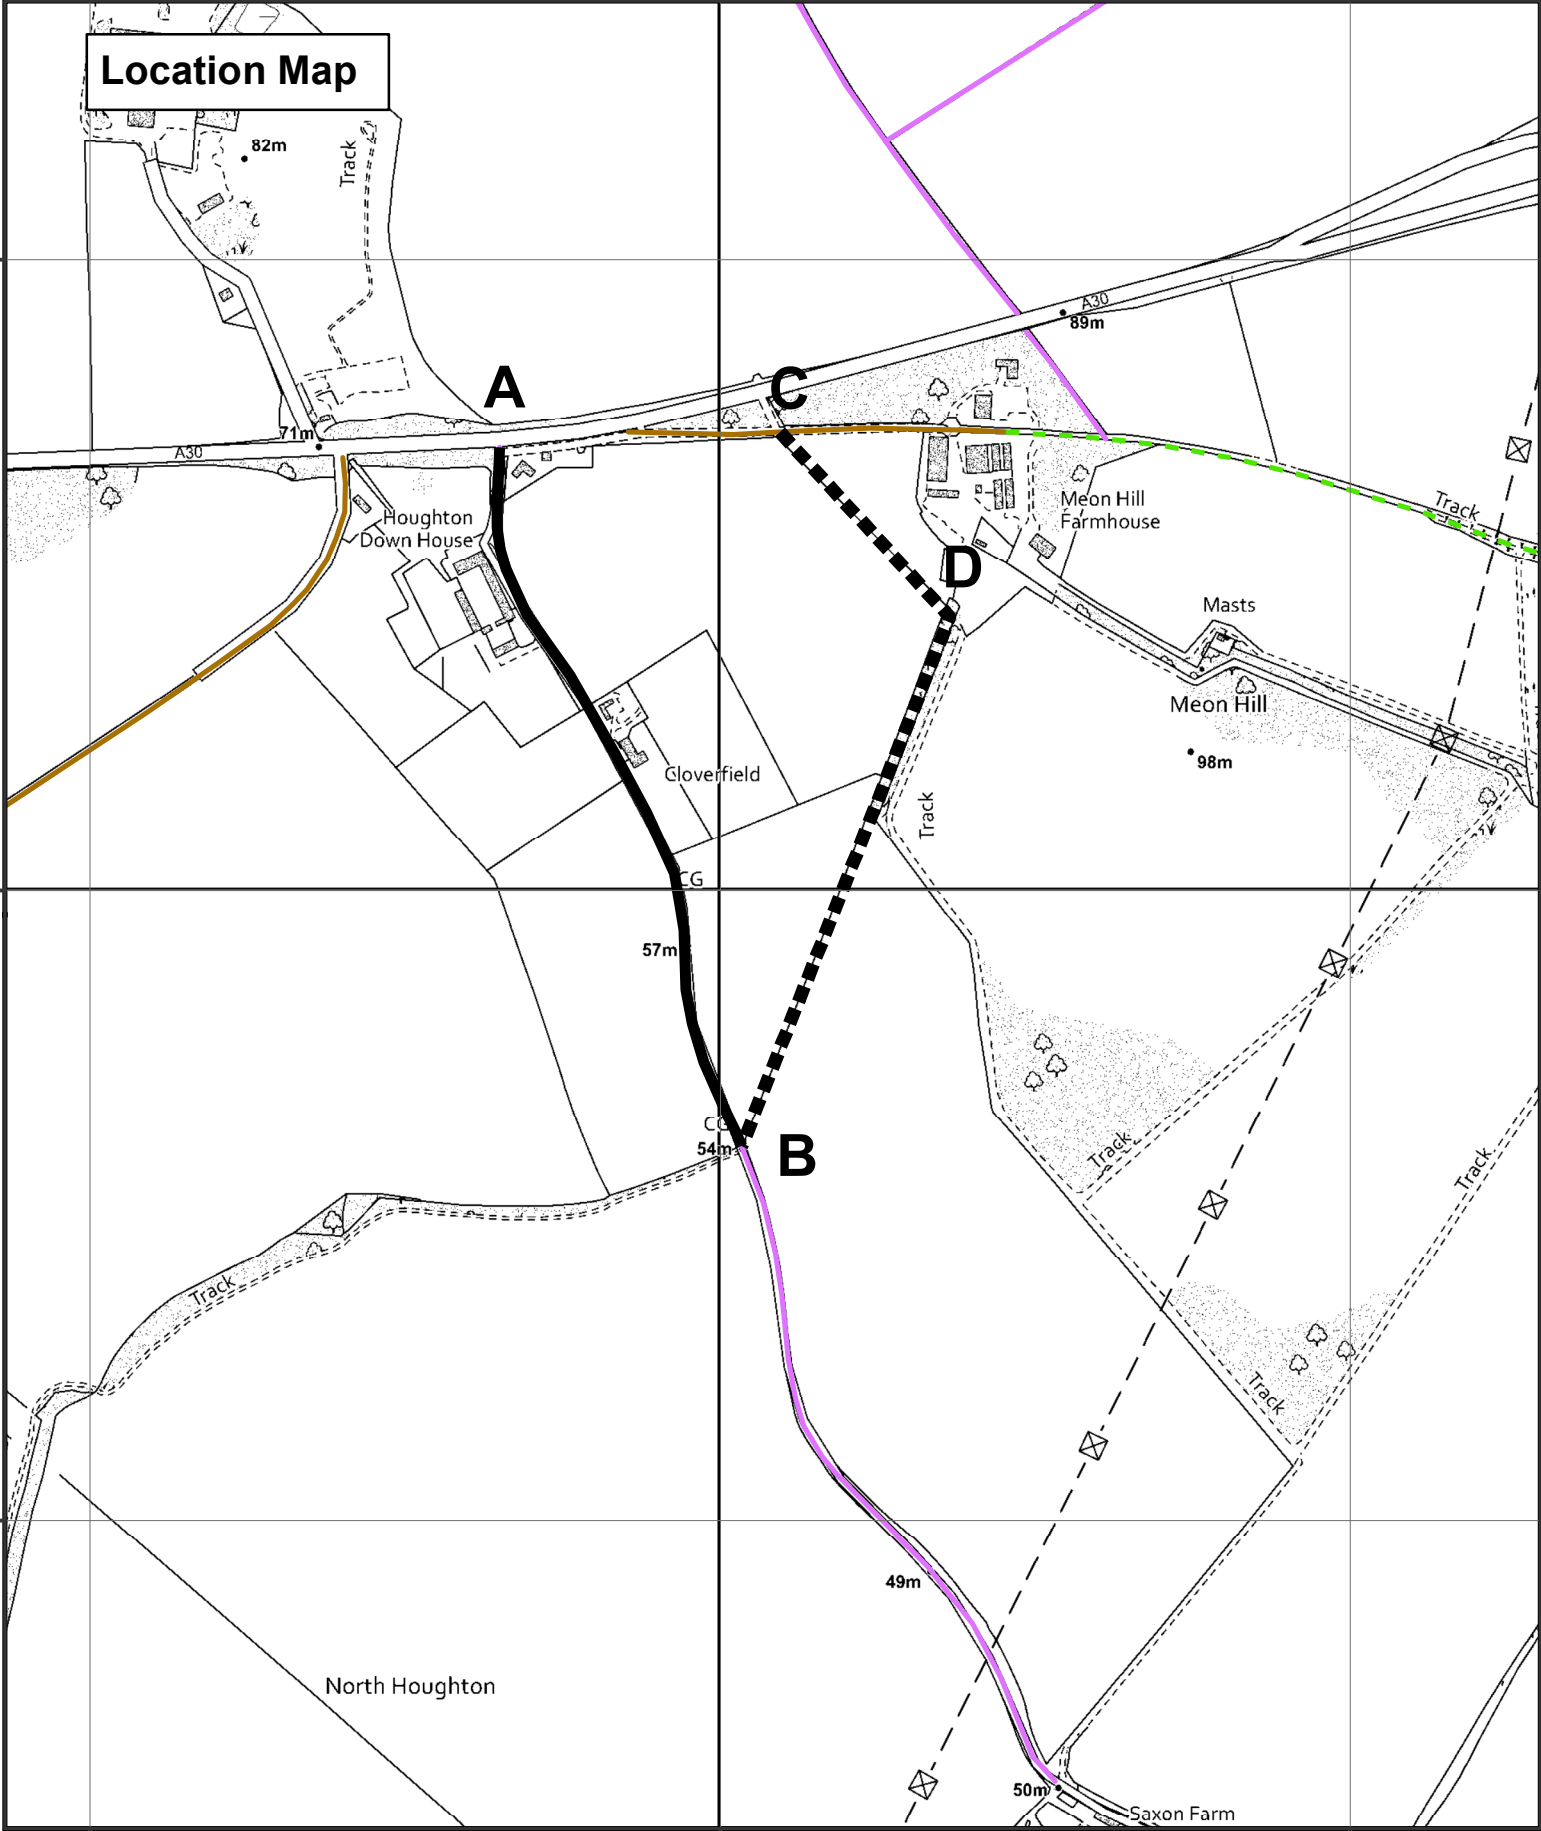 Location Map
82m
Track
A30
89m
A
C
71m
A30
Houghton
Down House
Meon Hill
Farmhouse
Track
D
Masts
Meon Hill
98m
Cloverfield
Track
CG
57m
CG
54m
B
Track
Track
Track
Track
49m
North Houghton
50m
Saxon Farm